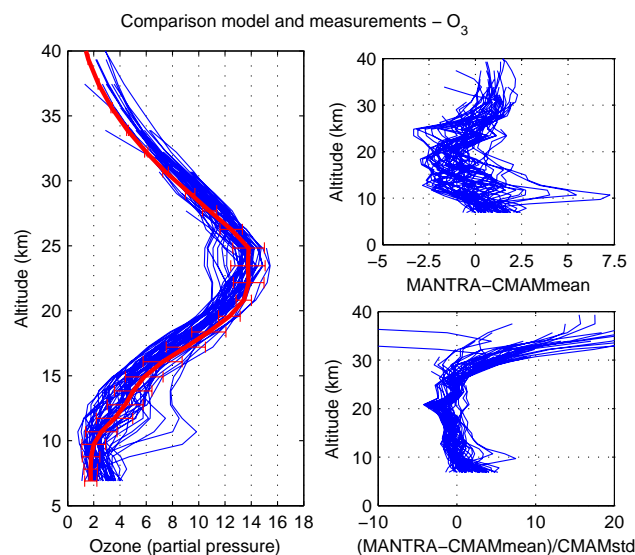 Comparison model and measurements − O3
40
35
30
25
20
15
10
5
0 2 4 6 8 10 12 14 16 18
Altitude (km)
Ozone (partial pressure)
40
30
20
10
0
−5 −2.5 0 2.5 5 7.5
Altitude (km)
MANTRA−CMAMmean
40
30
20
10
5
−10 0 10 20
Altitude (km)
(MANTRA−CMAMmean)/CMAMstd